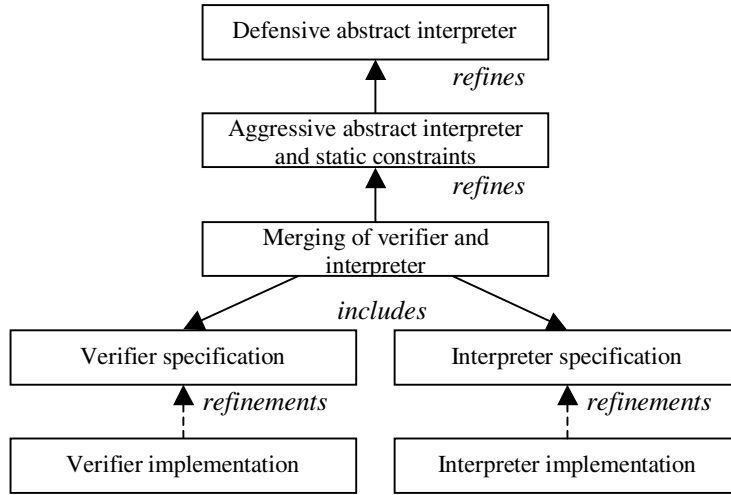 Defensive abstract interpreter
refines
Aggressive abstract interpreter
and static constraints
refines
Merging of verifier and
interpreter
includes
Verifier specification
Interpreter specification
refinements
refinements
Verifier implementation
Interpreter implementation